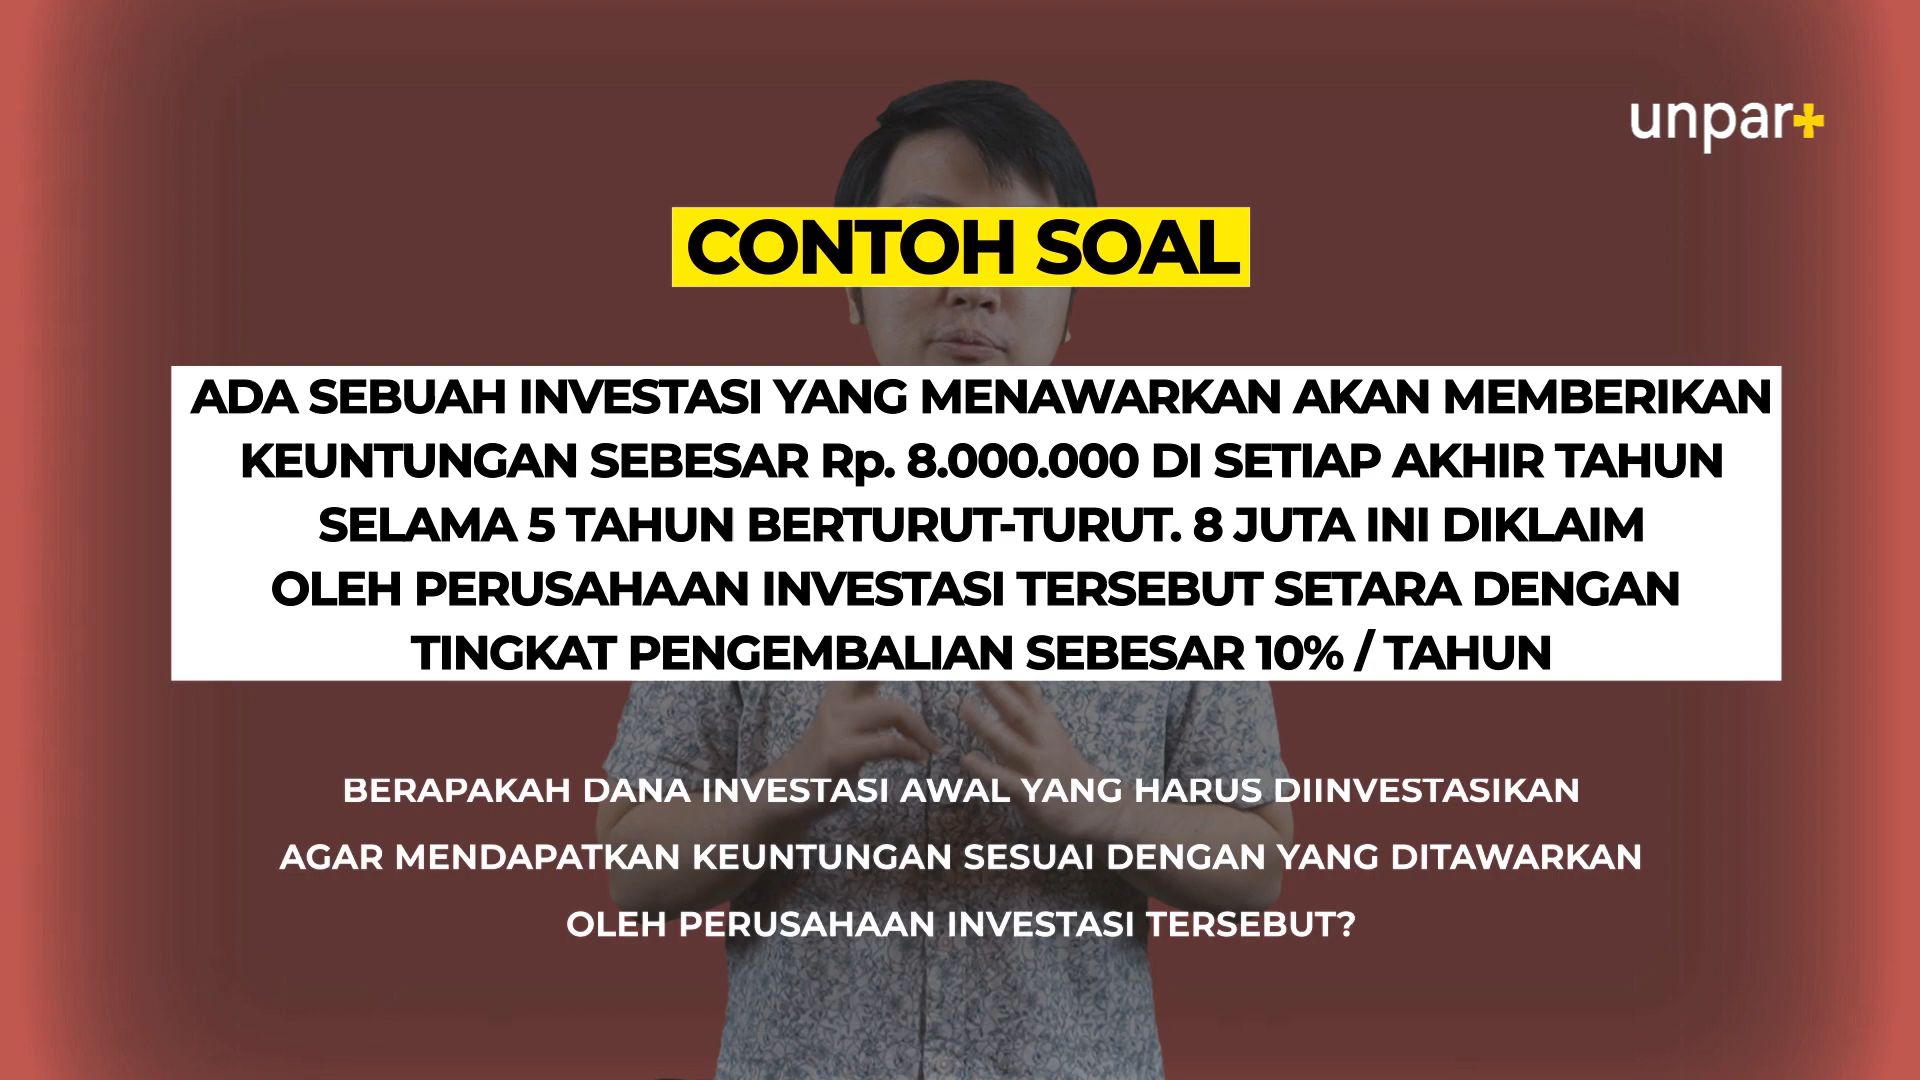 unpar+
CONTOH SOAL
ADA SEBUAH INVESTASI YANG MENAWARKAN AKAN MEMBERIKAN
KEUNTUNGAN SEBESAR Rp. 8.000.000 DI SETIAP AKHIR TAHUN
SELAMA 5 TAHUN BERTURUT-TURUT. 8 JUTA INI DIKLAIM
OLEH PERUSAHAAN INVESTASI TERSEBUT SETARA DENGAN
TINGKAT PENGEMBALIAN SEBESAR 10% / TAHUN
BERAPAKAH DANA INVESTASI AWAL YANG HARUS DIINVESTASIKAN
AGAR MENDAPATKAN KEUNTUNGAN SESUAI DENGAN YANG DITAWARKAN
OLEH PERUSAHAAN INVESTASI TERSEBUT?